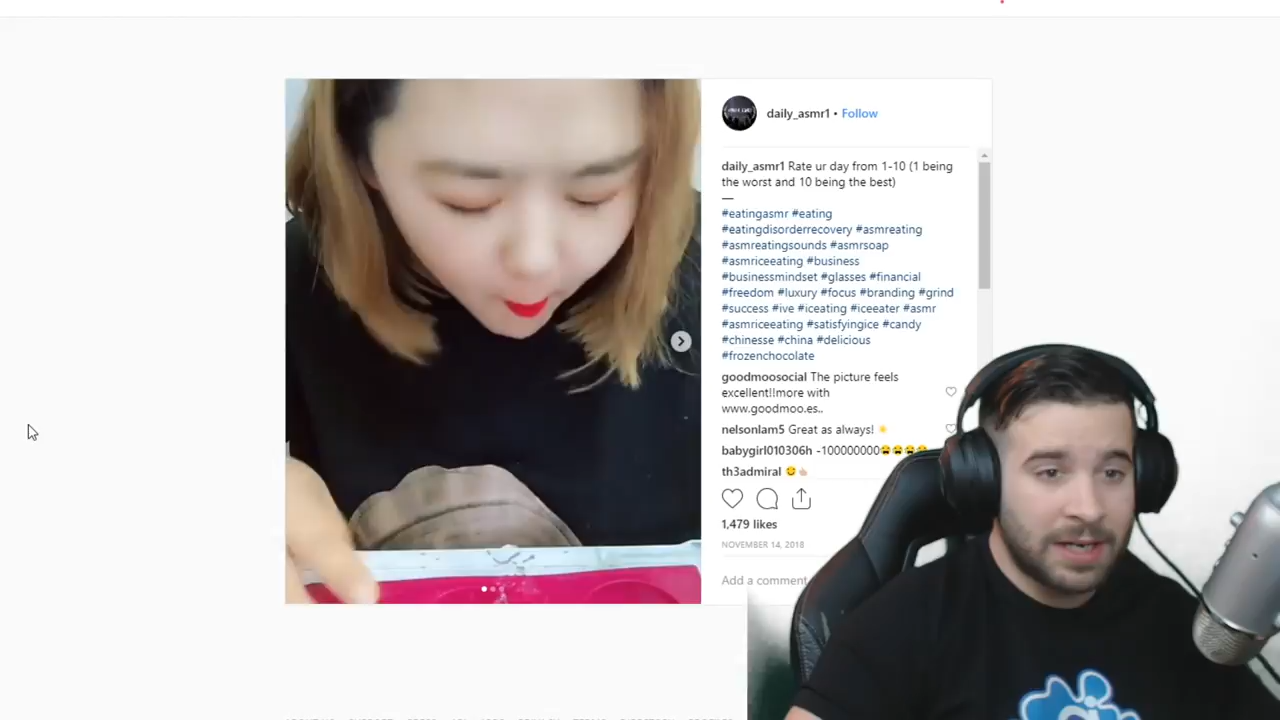 daily_asmr1 • Follow
daily_asmr1 Rate ur day from 1-10 (1 being
the worst and 10 being the best)
—
#eatingasmr #eating
#eatingdisorderrecovery #asmreating
#asmreatingsounds #asmrsoap
#asmriceeating #business
#businessmindset #glasses #financial
#freedom #luxury #focus #branding #grind
#success #ive #iceating #iceeater #asmr
#asmriceeating #satisfyingice #candy
#chinesse #china #delicious
#frozenchocolate
goodmoosocial The picture feels
excellent!!more with
www.goodmoo.es..
nelsonlam5 Great as always! ☀
babygirl010306h -100000000😫😫😫😫
th3admiral
1,479 likes
NOVEMBER 14, 2018
Add a comment